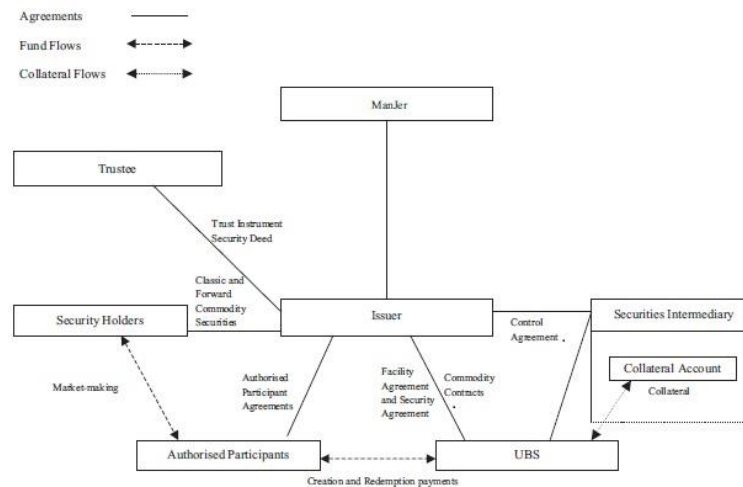 Agreements
Fund Flows
Collateral Flows
ManJer
Trustee
Trust Instrument
Security Deed
Classic and
Forward
Commodity
Securities
Security Holders
Issuer
Control
Agreement .
Securities Intermediary
Collateral Account
Collateral
Market-making
Authorised
Participant
Agreements
Facility
Agreement
and Security
Agreement
Commodity
Contracts
.
Authorised Participants
UBS
Creation and Redemption payments